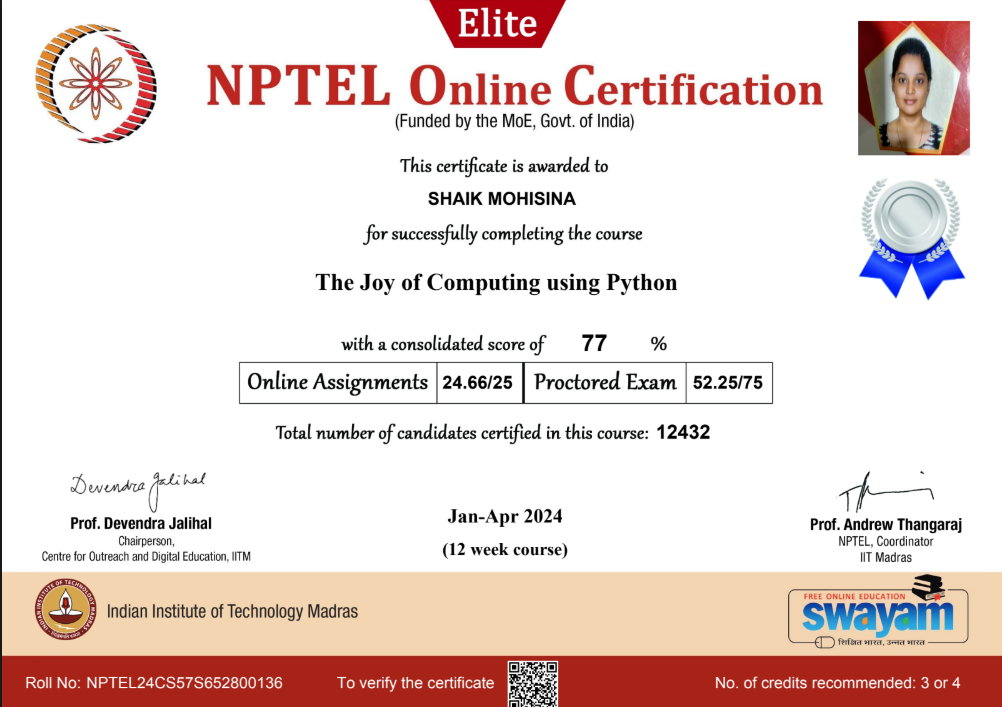 Elite
NPTEL Online Certification
(Funded by the MoE, Govt. of India)
This certificate is awarded to
SHAIK MOHISINA
for successfully completing the course
The Joy of Computing using Python
with a consolidated score of 77 %
Online Assignments 24.66/25 Proctored Exam 52.25/75
Total number of candidates certified in this course: 12432
Devendra Jalihal
Prof. Devendra Jalihal
Chairperson,
Centre for Outreach and Digital Education, IITM
Jan-Apr 2024
(12 week course)
Prof. Andrew Thangaraj
NPTEL, Coordinator
IIT Madras
INDIAN INSTITUTE OF TECHNOLOGY MADRAS
Indian Institute of Technology Madras
FREE ONLINE EDUCATION
swayam
शिक्षित भारत, उन्नत भारत
Roll No: NPTEL24CS57S652800136
To verify the certificate
No. of credits recommended: 3 or 4